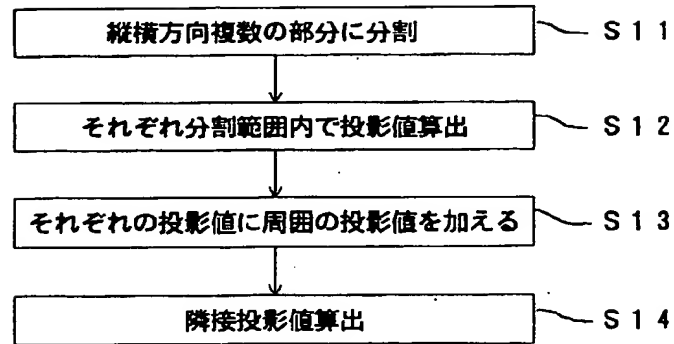 縦横方向複数の部分に分割 S11
それぞれ分割範囲内で投影値算出 S12
それぞれの投影値に周囲の投影値を加える S13
隣接投影値算出 S14